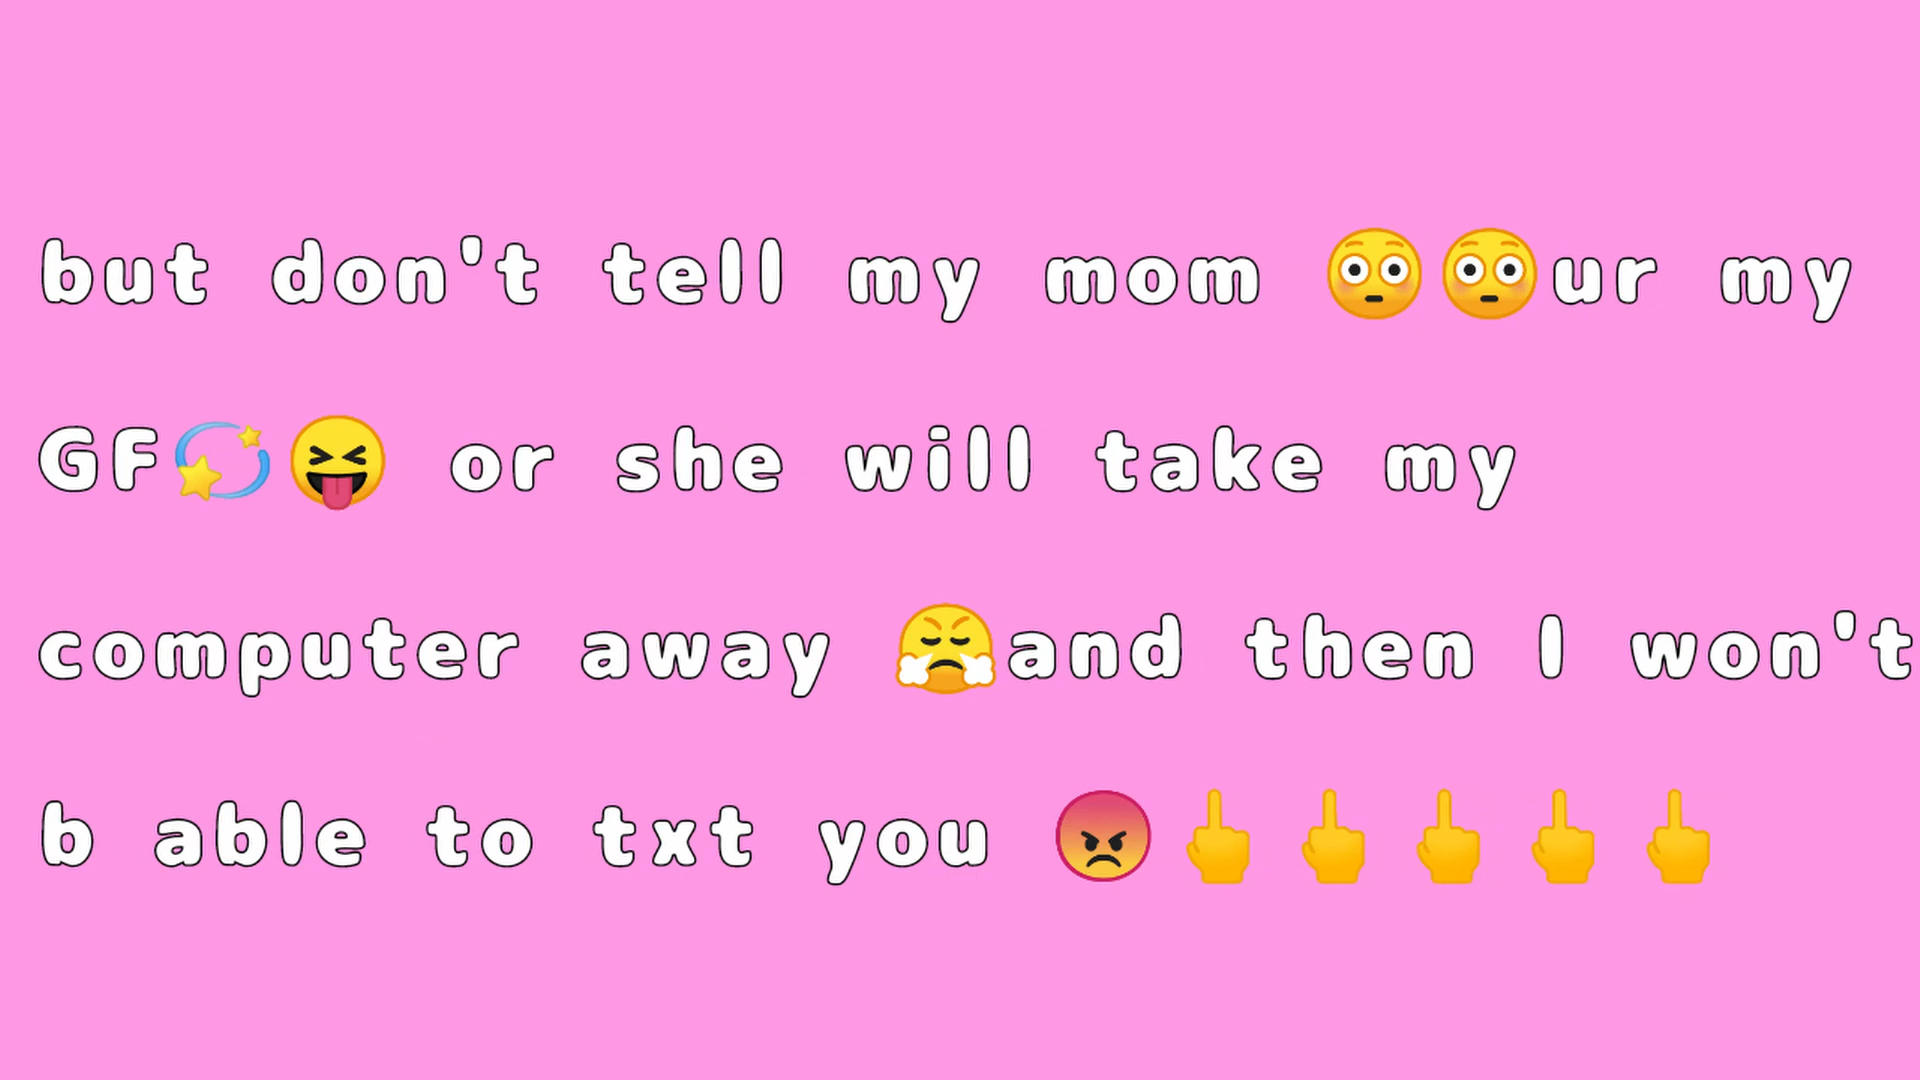 but don't tell my mom 😳😳ur my
GF💫😝 or she will take my
computer away 😤and then I won't
b able to txt you 😡🖕🖕🖕🖕🖕